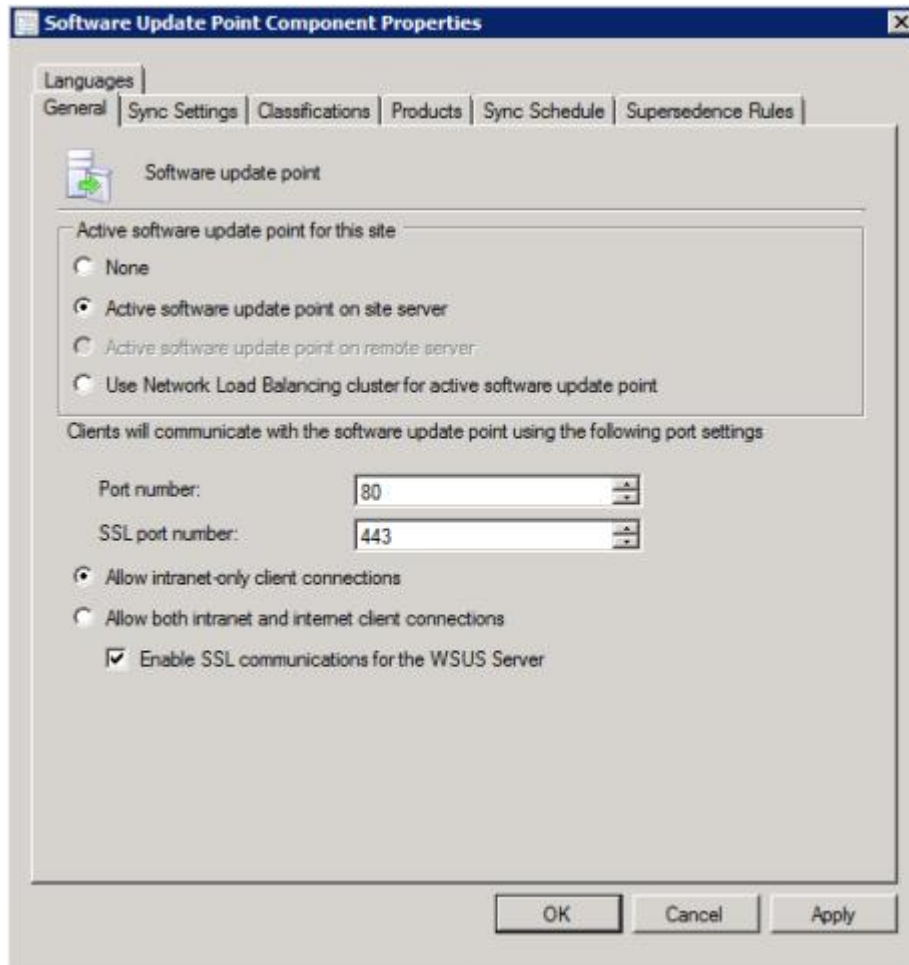 Software Update Point Component Properties
Languages
General Sync Settings Classifications Products Sync Schedule Supersedence Rules
Software update point
Active software update point for this site
None
Active software update point on site server
Active software update point on remote server
Use Network Load Balancing cluster for active software update point
Clients will communicate with the software update point using the following port settings
Port number: 80
SSL port number: 443
Allow intranet-only client connections
Allow both intranet and internet client connections
Enable SSL communications for the WSUS Server
OK Cancel Apply